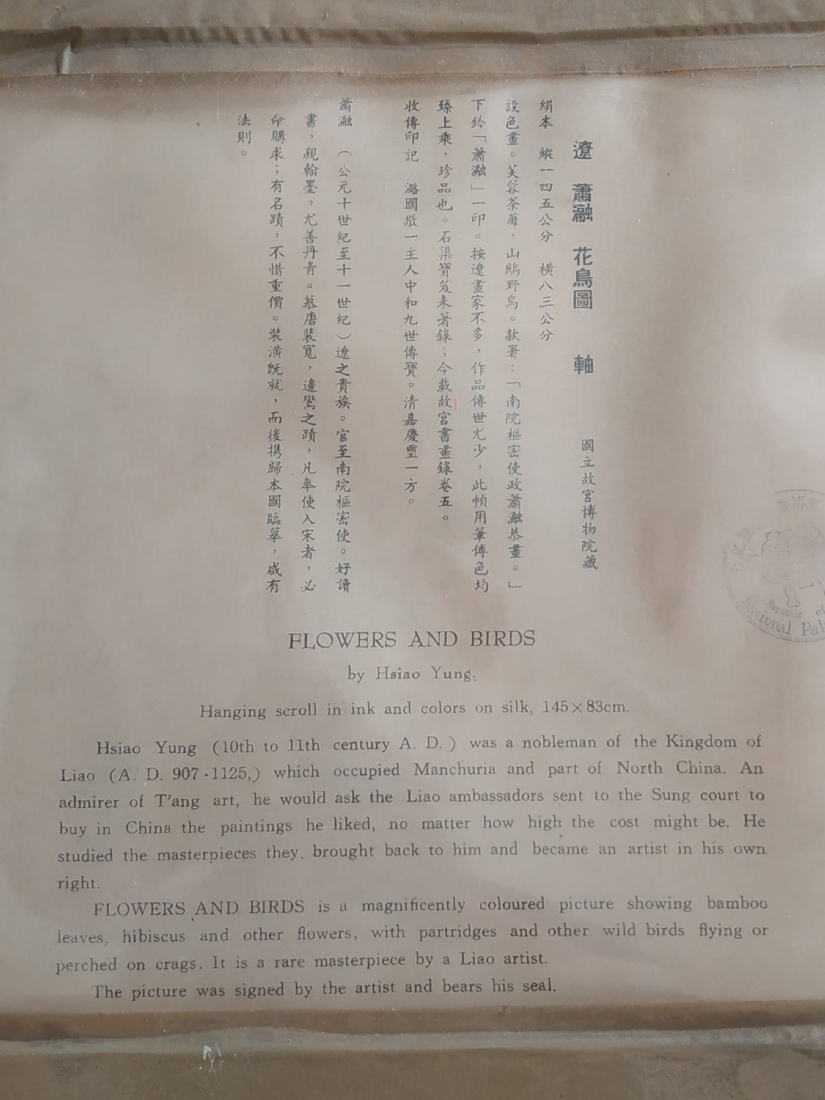 遼 蕭瀜 花鳥圖 軸 國立故宮博物院藏
絹本 縱一四五公分 橫八三公分
設色畫。芙蓉荼䕷，山鷓野鳥。款署：「南院樞密使政蕭瀜恭畫。」
下鈐「蕭瀜」一印。按遼畫家不多，作品傳世尤少，此幀用筆傅色均
臻上乘，珍品也。石渠寶笈未著錄；今載故宮書畫錄卷五。
收傳印記 潞國敬一主人中和九世傳寶。清嘉慶璽一方。
蕭瀜 （公元十世紀至十一世紀）遼之貴族。官至南院樞密使。好讀
書，親翰墨，尤善丹青。慕唐裴寬，邊鸞之蹟，凡奉使入宋者，必
命購求；有名蹟，不惜重價。裝潢既就，而後攜歸本國臨摹，咸有
法則。
FLOWERS AND BIRDS
by Hsiao Yung.
Hanging scroll in ink and colors on silk, 145×83cm.
Hsiao Yung (10th to 11th century A. D. ) was a nobleman of the Kingdom of
Liao (A. D. 907 -1125,) which occupied Manchuria and part of North China. An
admirer of T'ang art, he would ask the Liao ambassadors sent to the Sung court to
buy in China the paintings he liked, no matter how high the cost might be. He
studied the masterpieces they. brought back to him and became an artist in his own
right.
FLOWERS AND BIRDS is a magnificently coloured picture showing bamboo
leaves, hibiscus and other flowers, with partridges and other wild birds flying or
perched on crags. It is a rare masterpiece by a Liao artist.
The picture was signed by the artist and bears his seal.
Republic of
National Pal